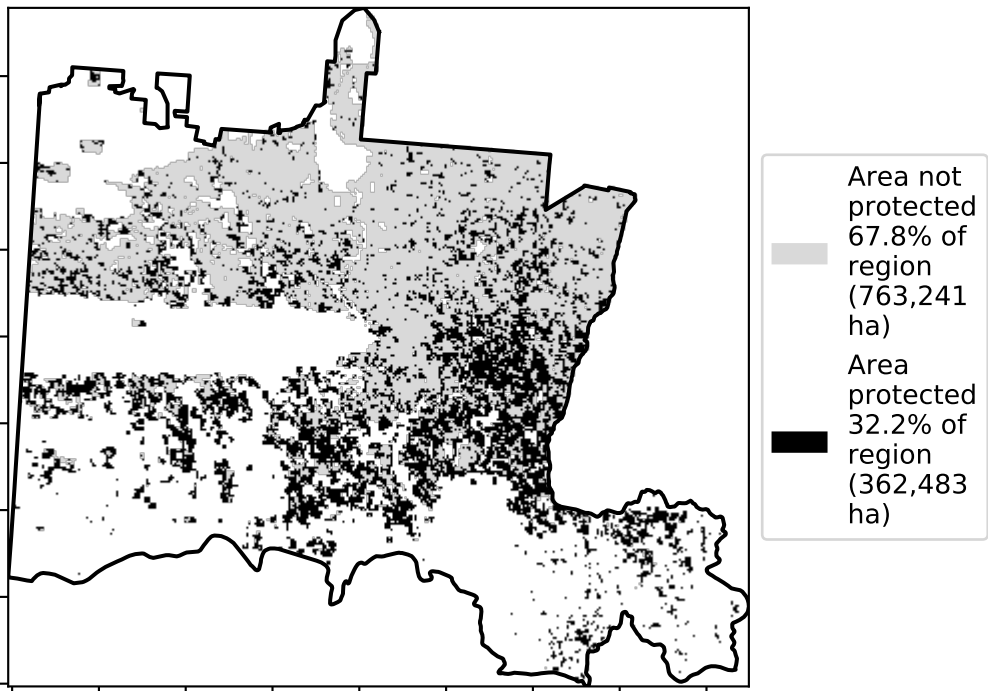 Area not
protected
67.8% of
region
(763,241
ha)
Area
protected
32.2% of
region
(362,483
ha)